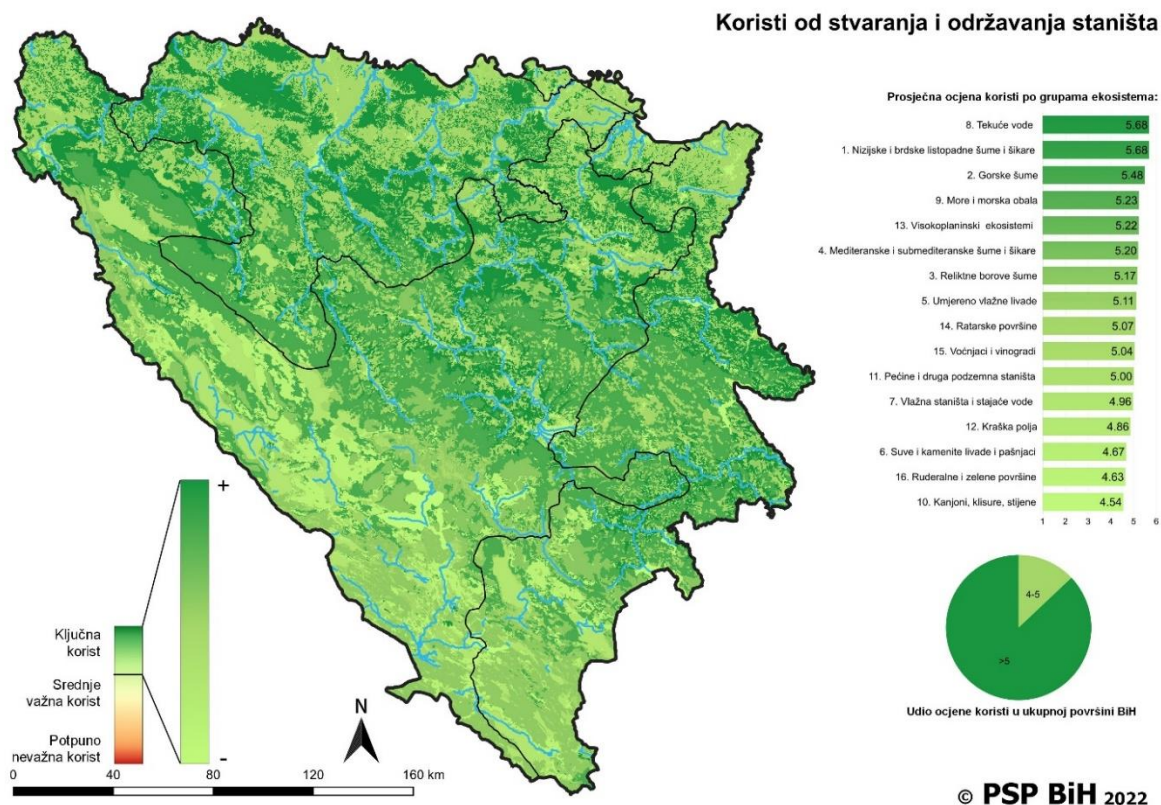 Koristi od stvaranja i održavanja staništa
Prosječna ocjena koristi po grupama ekosistema:
8. Tekuće vode 5.68
1. Nizijske i brdske listopadne šume i šikare 5.68
2. Gorske šume 5.48
9. More i morska obala 5.23
13. Visokoplaninski ekosistemi 5.22
4. Mediteranske i submediteranske šume i šikare 5.20
3. Reliktne borove šume 5.17
5. Umjereno vlažne livade 5.11
14. Ratarske površine 5.07
15. Voćnjaci i vinogradi 5.04
11. Pećine i druga podzemna staništa 5.00
7. Vlažna staništa i stajaće vode 4.96
12. Kraška polja 4.86
6. Suve i kamenite livade i pašnjaci 4.67
16. Ruderalne i zelene površine 4.63
10. Kanjoni, klisure, stijene 4.54
1 2 3 4 5 6
4-5
>5
Udio ocjene koristi u ukupnoj površini BiH
+
Ključna
korist
Srednje
važna korist
Potpuno
nevažna korist
-
N
0 40 80 120 160 km
© PSP BiH 2022